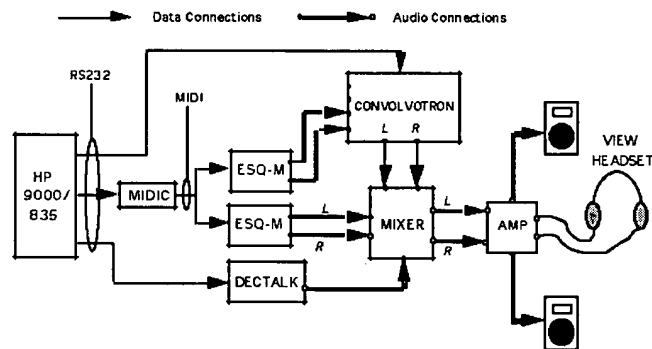 Data Connections
Audio Connections
RS232
MIDI
CONVOLVOTRON
L R
VIEW
HEADSET
HP
9000/
835
MIDIC
ESQ-M
ESQ-M
L
R
MIXER
L
R
AMP
DECTALK